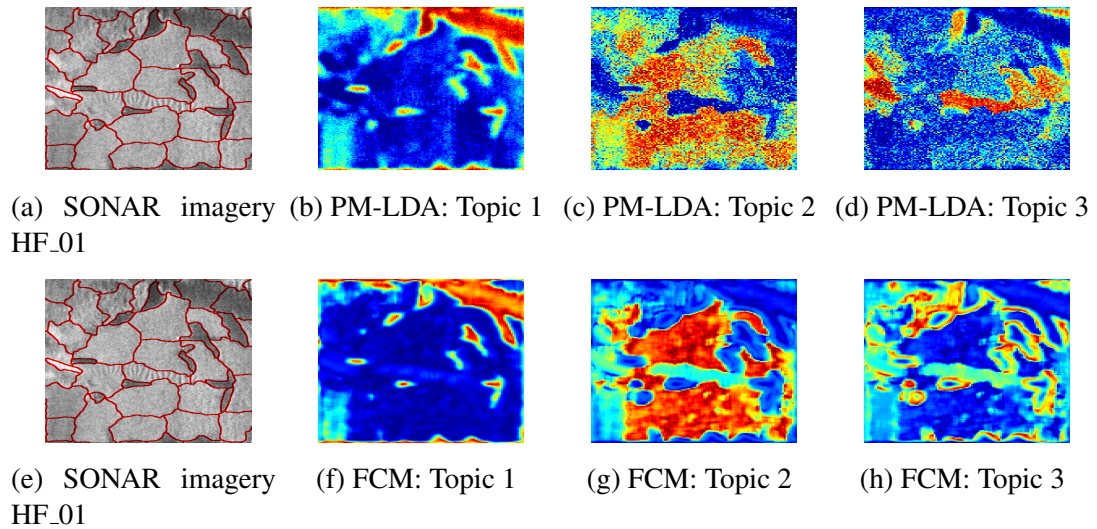 (a) SONAR imagery HF_01
(b) PM-LDA: Topic 1
(c) PM-LDA: Topic 2
(d) PM-LDA: Topic 3
(e) SONAR imagery HF_01
(f) FCM: Topic 1
(g) FCM: Topic 2
(h) FCM: Topic 3